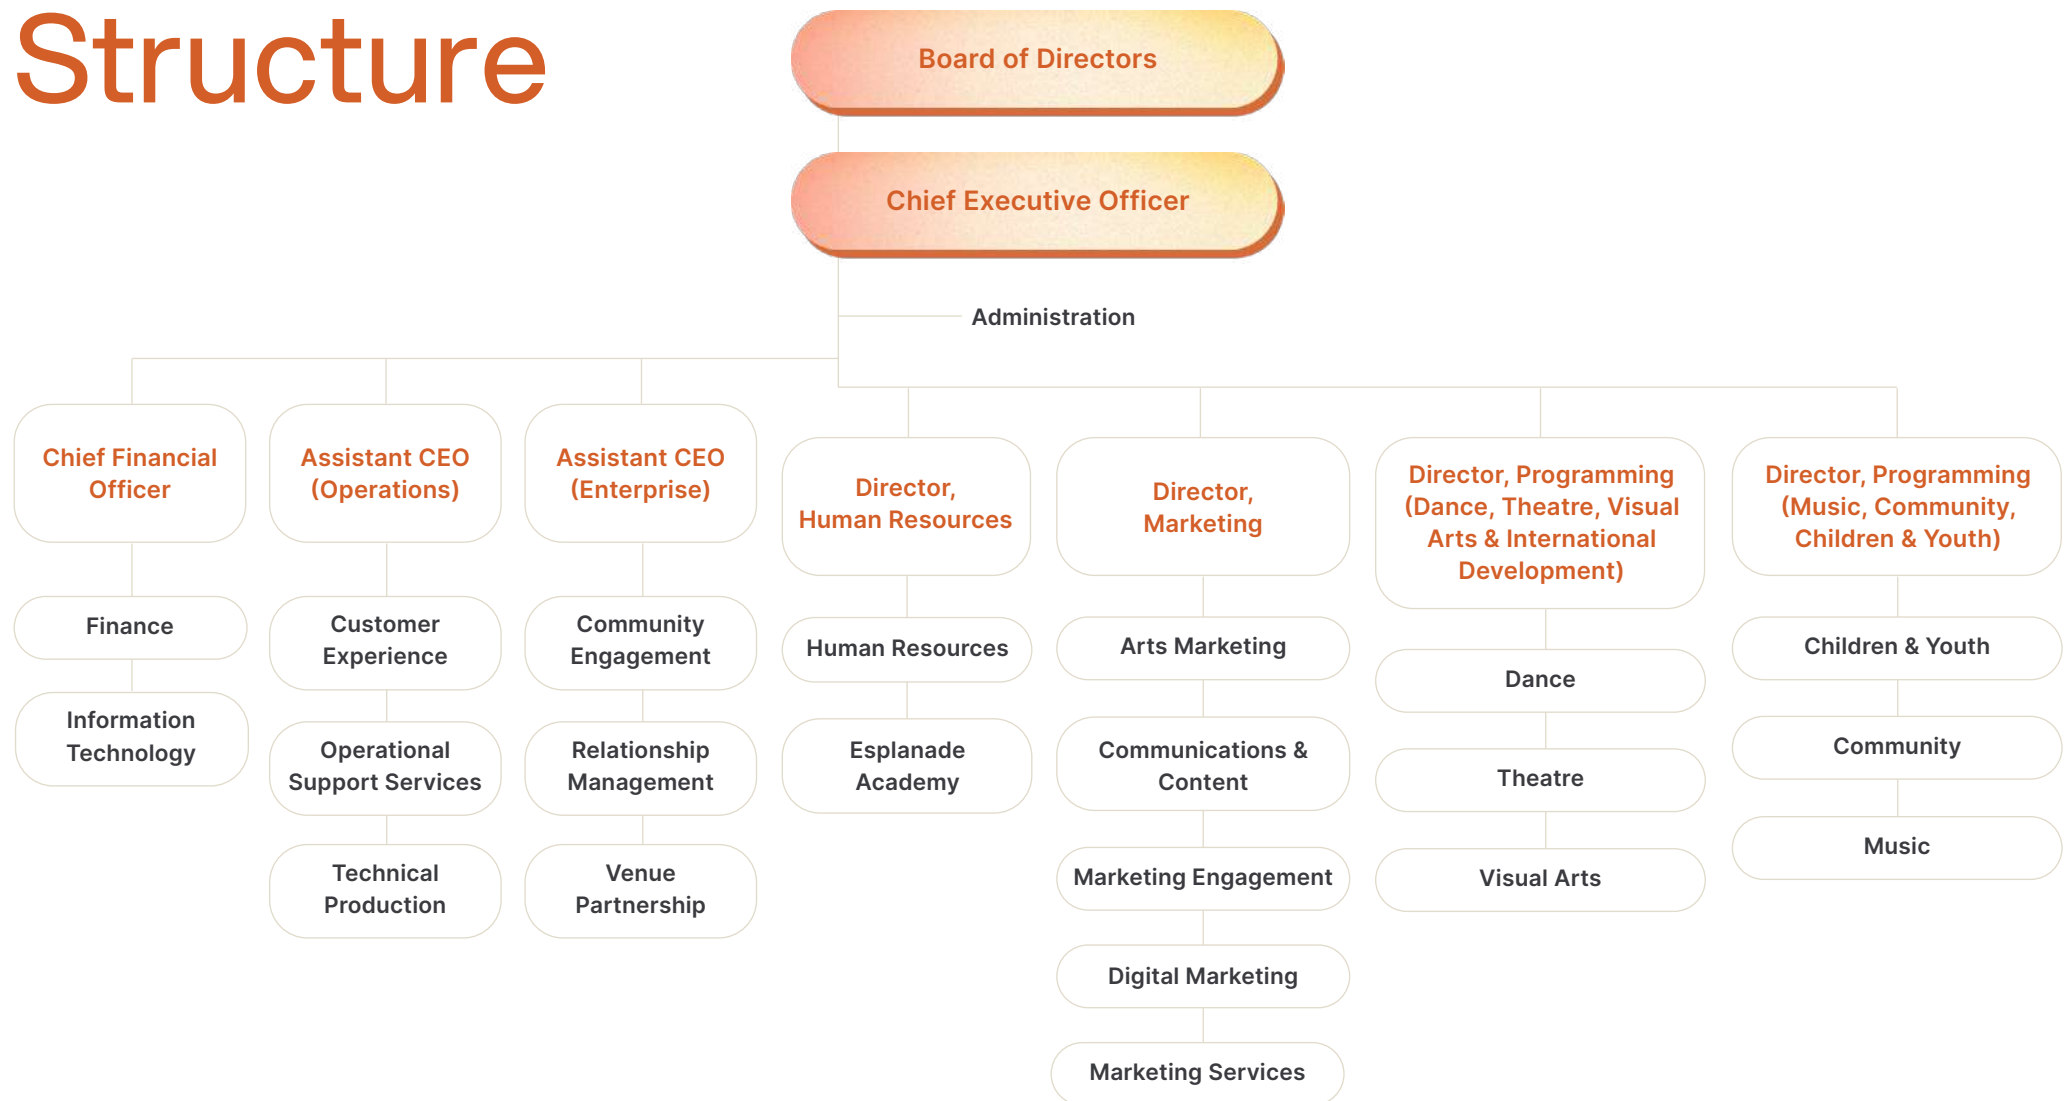 Structure
Board of Directors
Chief Executive Officer
Administration
Chief Financial
Officer
Finance
Information
Technology
Assistant CEO
(Operations)
Customer
Experience
Operational
Support Services
Technical
Production
Assistant CEO
(Enterprise)
Community
Engagement
Relationship
Management
Venue
Partnership
Director,
Human Resources
Human Resources
Esplanade
Academy
Director,
Marketing
Arts Marketing
Communications &
Content
Marketing Engagement
Digital Marketing
Marketing Services
Director, Programming
(Dance, Theatre, Visual
Arts & International
Development)
Dance
Theatre
Visual Arts
Director, Programming
(Music, Community,
Children & Youth)
Children & Youth
Community
Music